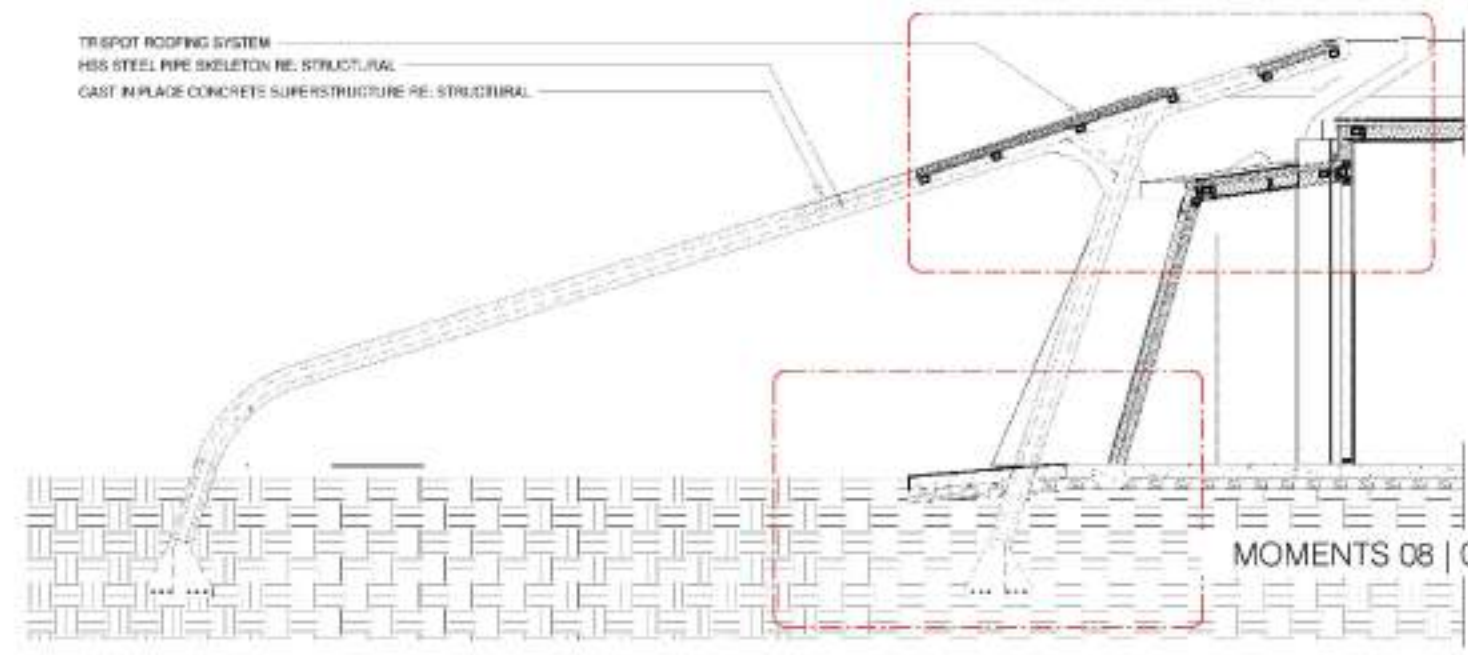 TRISPOT ROOFING SYSTEM
HSS STEEL PIPE SKELETON RE: STRUCTURAL
CAST IN PLACE CONCRETE SUPERSTRUCTURE RE: STRUCTURAL
MOMENTS 08 |